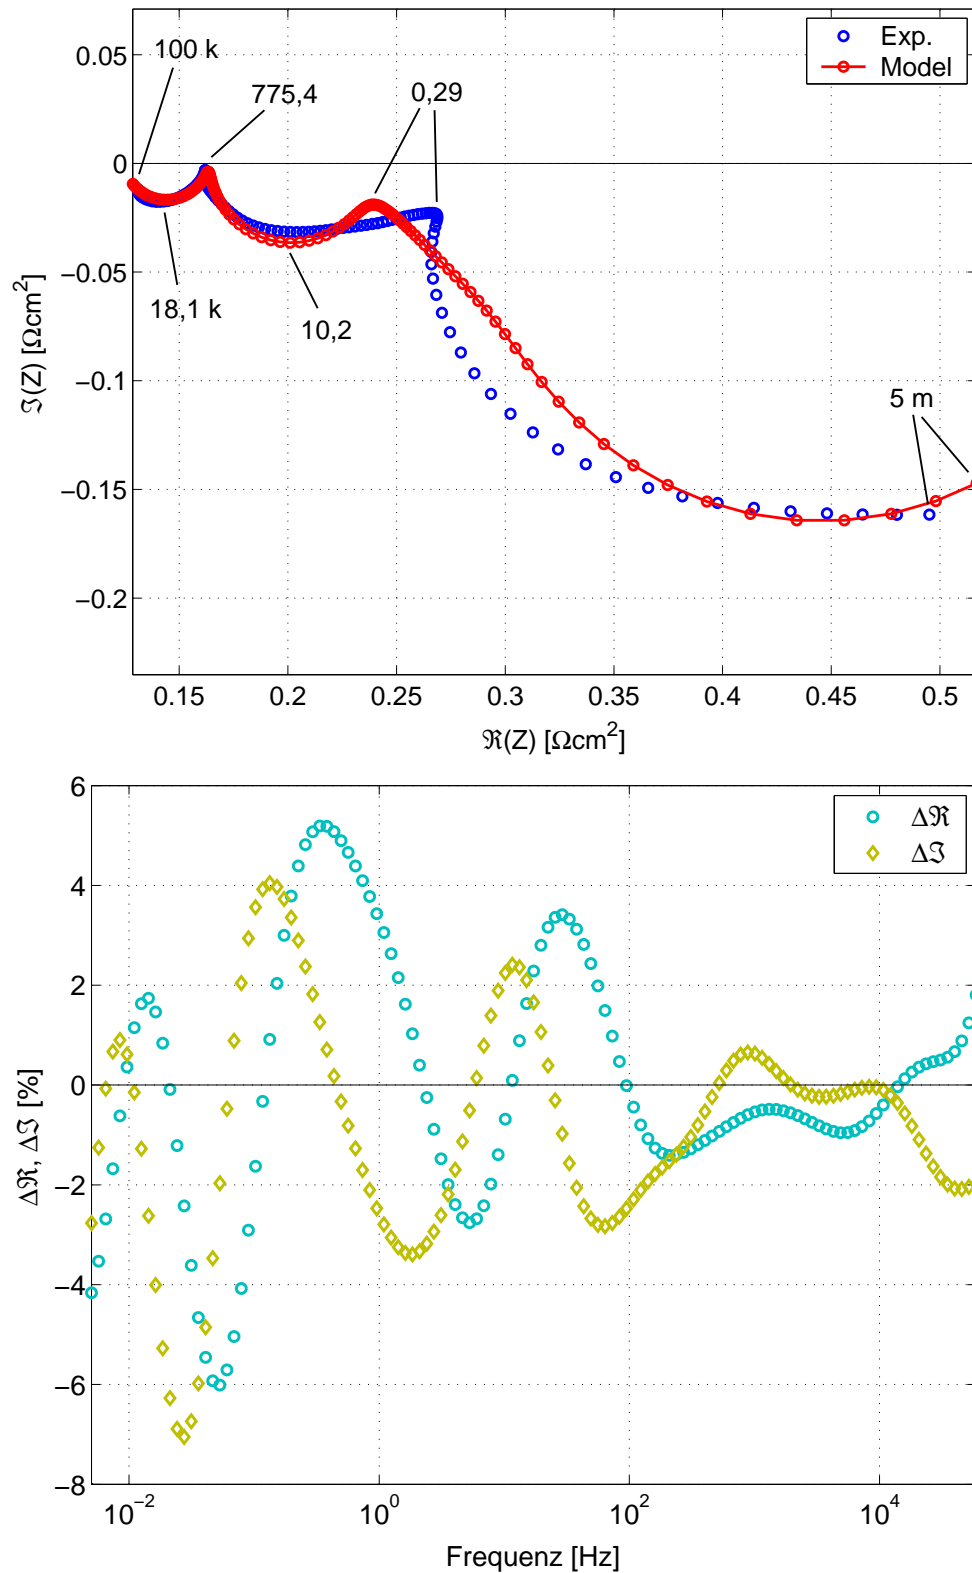 0.05
0
−0.05
−0.1
−0.15
−0.2
ℑ(Z) [Ωcm²]
100 k
775,4
0,29
18,1 k
10,2
5 m
Exp.
Model
0.15 0.2 0.25 0.3 0.35 0.4 0.45 0.5
ℜ(Z) [Ωcm²]
6
4
2
0
−2
−4
−6
−8
Δℜ, Δℑ [%]
Δℜ
Δℑ
10⁻² 10⁰ 10² 10⁴
Frequenz [Hz]